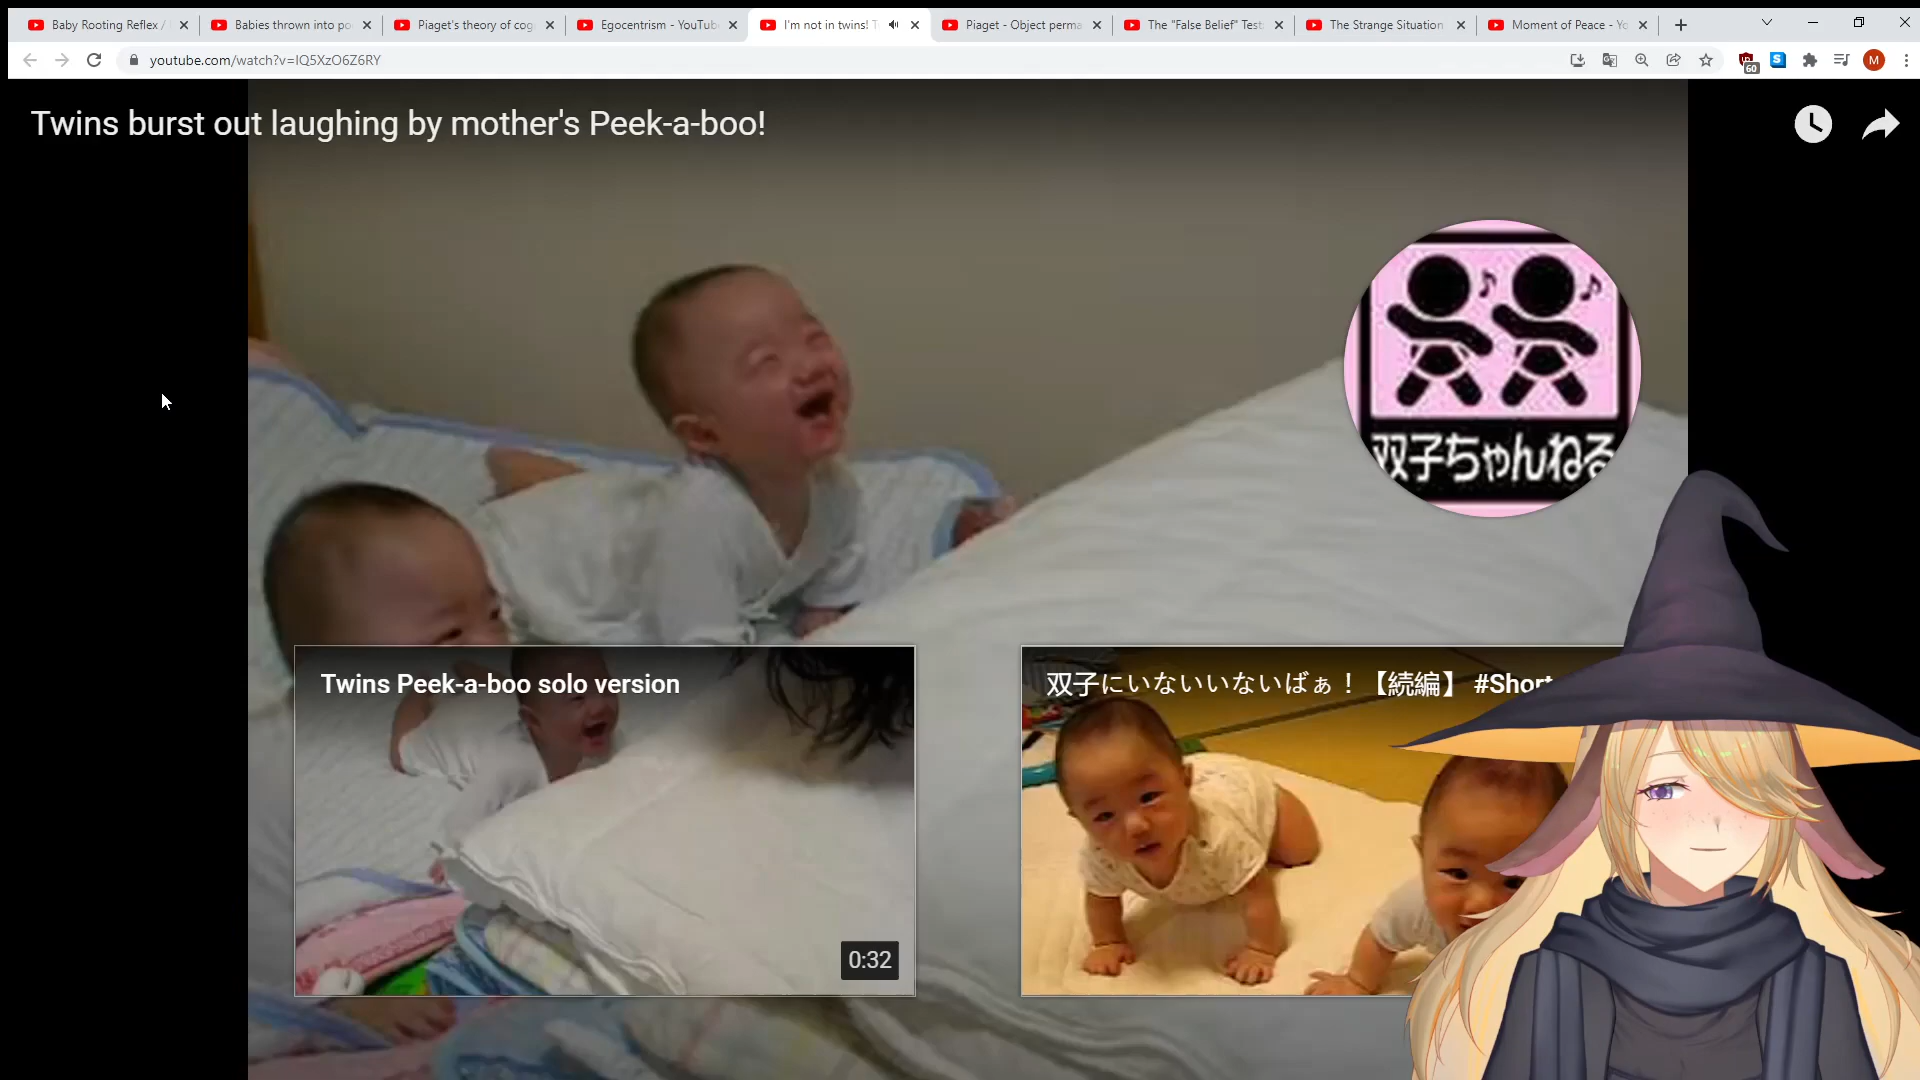 Baby Rooting Reflex /
Babies thrown into po
Piaget's theory of cog
Egocentrism - YouTub
I'm not in twins! T
Piaget - Object perma
The "False Belief" Test
The Strange Situation
Moment of Peace - Yo
youtube.com/watch?v=IQ5XzO6Z6RY
60
S
M
Twins burst out laughing by mother's Peek-a-boo!
双子ちゃんねる
Twins Peek-a-boo solo version
双子にいないいないばぁ！【続編】 #Short
0:32